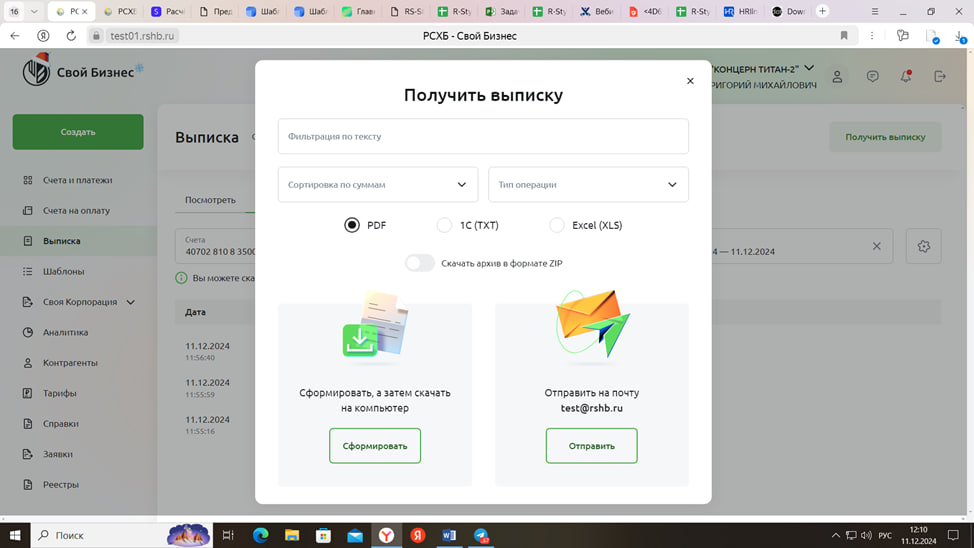 16
РС
РСХБ
Расч
Пред
Шабл
Шабл
Глав
RS-S
R-Sty
Зада
R-Sty
Веби
<4D6
R-Sty
HRlin
Dow
test01.rshb.ru
РСХБ - Свой Бизнес
Свой Бизнес
"КОНЦЕРН ТИТАН-2"
РИГОРИЙ МИХАЙЛОВИЧ
Создать
Счета и платежи
Счета на оплату
Выписка
Шаблоны
Своя Корпорация
Аналитика
Контрагенты
Тарифы
Справки
Заявки
Реестры
Выписка
Получить выписку
Посмотреть
Счета
40702 810 8 3500
4 — 11.12.2024
Вы можете ска
Дата
11.12.2024
11:56:40
11.12.2024
11:55:59
11.12.2024
11:55:16
Получить выписку
Фильтрация по тексту
Сортировка по суммам
Тип операции
PDF
1С (TXT)
Excel (XLS)
Скачать архив в формате ZIP
Сформировать, а затем скачать
на компьютер
Сформировать
Отправить на почту
test@rshb.ru
Отправить
Поиск
РУС
12:10
11.12.2024